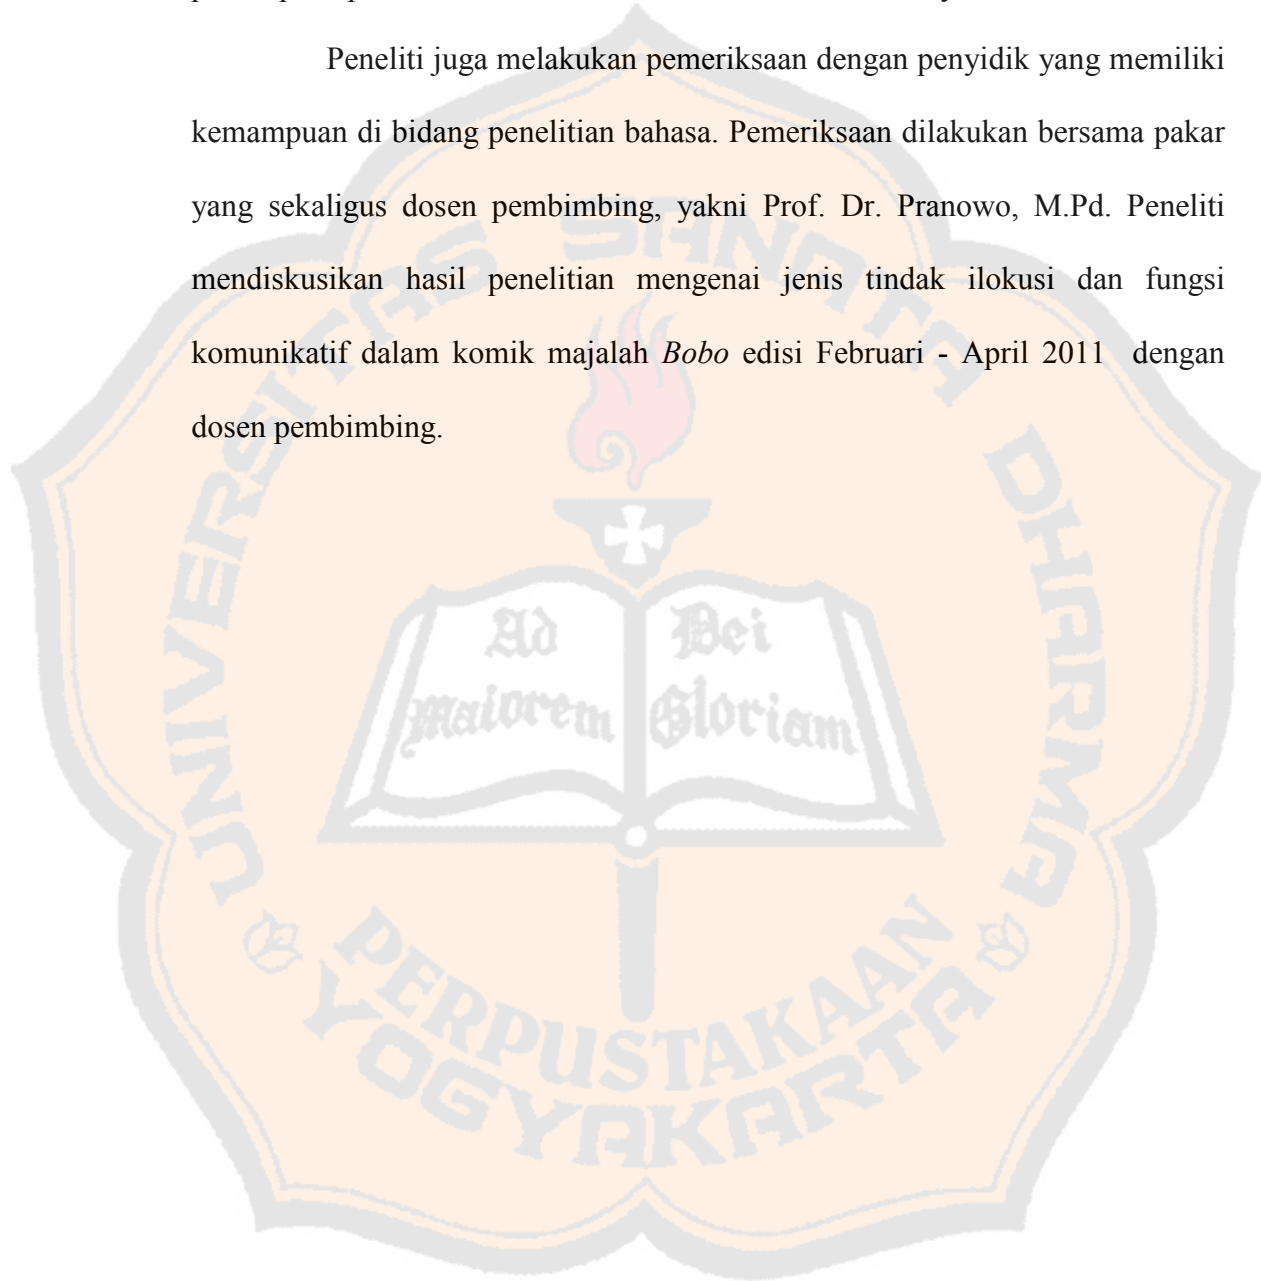 Peneliti juga melakukan pemeriksaan dengan penyidik yang memiliki
kemampuan di bidang penelitian bahasa. Pemeriksaan dilakukan bersama pakar
yang sekaligus dosen pembimbing, yakni Prof. Dr. Pranowo, M.Pd. Peneliti
mendiskusikan hasil penelitian mengenai jenis tindak ilokusi dan fungsi
komunikatif dalam komik majalah Bobo edisi Februari - April 2011 dengan
dosen pembimbing.
UNIVERSITAS SANATA DHARMA
Ad Dei
maiorem Gloriam
PERPUSTAKAAN
YOGYAKARTA